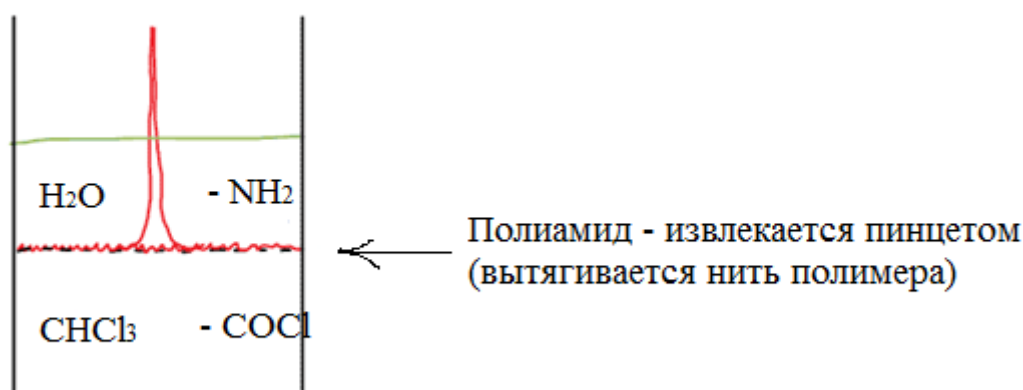 H₂O - NH₂
Полиамид - извлекается пинцетом
(вытягивается нить полимера)
CHCl₃ - COCl